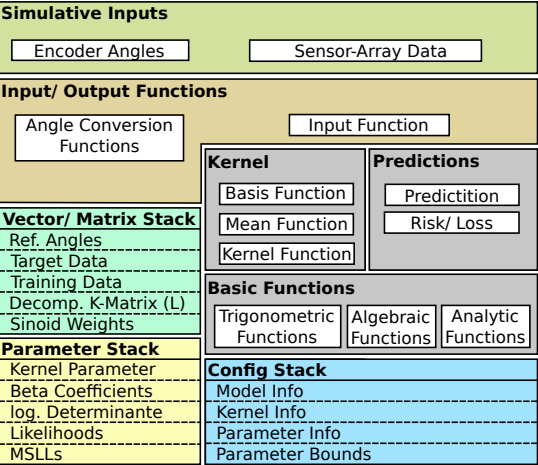 Simulative Inputs
Encoder Angles
Sensor-Array Data
Input/ Output Functions
Angle Conversion
Functions
Input Function
Kernel
Basis Function
Mean Function
Kernel Function
Predictions
Predictition
Risk/ Loss
Vector/ Matrix Stack
Ref. Angles
Target Data
Training Data
Decomp. K-Matrix (L)
Sinoid Weights
Basic Functions
Trigonometric
Functions
Algebraic
Functions
Analytic
Functions
Parameter Stack
Kernel Parameter
Beta Coefficients
log. Determinante
Likelihoods
MSLLs
Config Stack
Model Info
Kernel Info
Parameter Info
Parameter Bounds